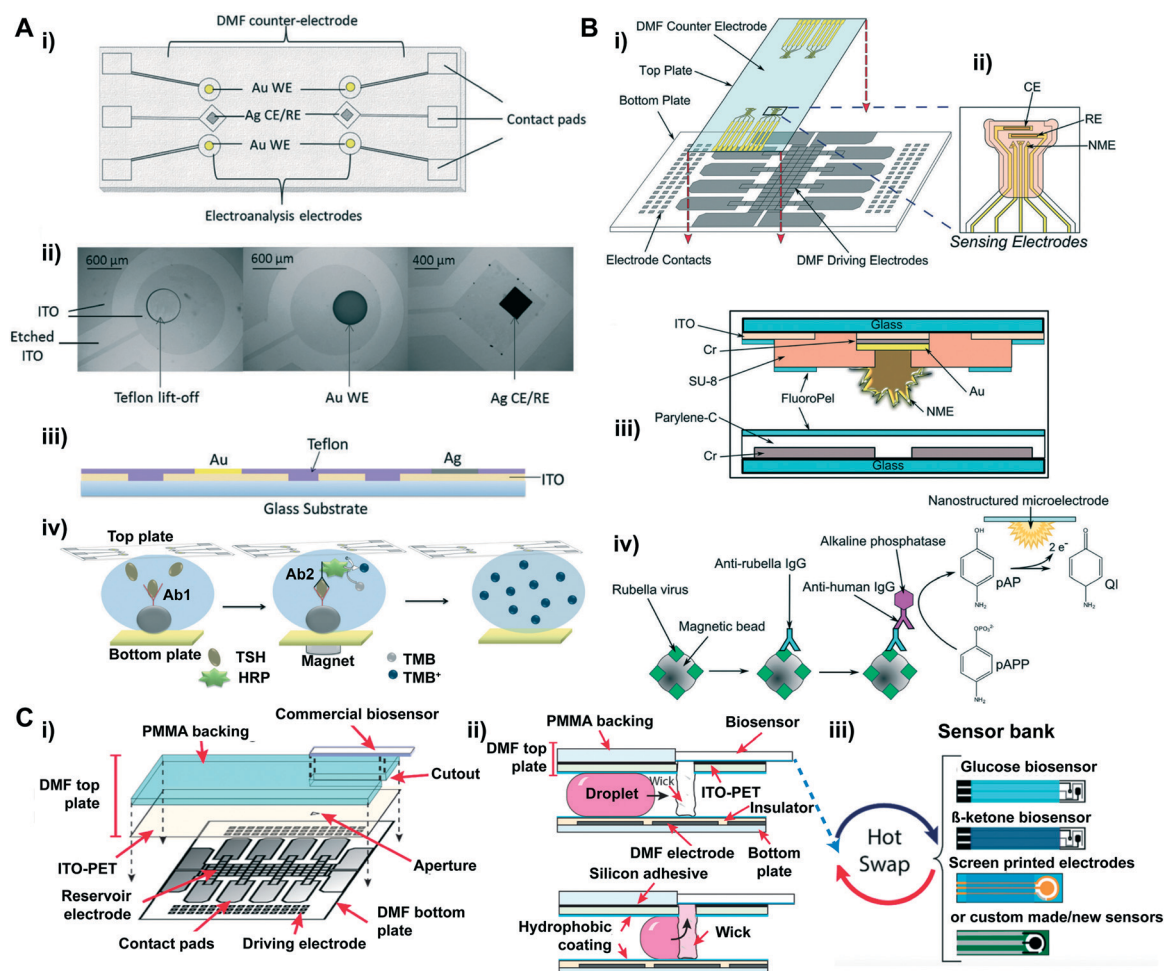 A
i)
DMF counter-electrode
Au WE
Ag CE/RE
Au WE
Contact pads
Electroanalysis electrodes
ii)
600 µm
600 µm
400 µm
ITO
Etched
ITO
Teflon lift-off
Au WE
Ag CE/RE
iii)
Teflon
Au
Ag
ITO
Glass Substrate
iv)
Top plate
Ab1
Ab2
Bottom plate
Magnet
TSH
HRP
TMB
TMB⁺
B
i)
DMF Counter Electrode
Top Plate
Bottom Plate
Electrode Contacts
DMF Driving Electrodes
ii)
CE
RE
NME
Sensing Electrodes
iii)
ITO
Glass
Cr
SU-8
Au
FluoroPel
NME
Parylene-C
Cr
Glass
iv)
Nanostructured microelectrode
Alkaline phosphatase
Anti-rubella IgG
Anti-human IgG
Rubella virus
Magnetic bead
OH
2 e⁻
O
pAP
QI
NH₂
NH₂
OPO₃²⁻
pAPP
NH₂
C
i)
Commercial biosensor
PMMA backing
DMF top
plate
Cutout
ITO-PET
Aperture
Reservoir
electrode
DMF bottom
plate
Contact pads
Driving electrode
ii)
PMMA backing
Biosensor
DMF top
plate
Wick
Droplet
ITO-PET
Insulator
DMF electrode
Bottom
plate
Silicon adhesive
Hydrophobic
coating
Wick
iii)
Sensor bank
Hot
Swap
Glucose biosensor
ß-ketone biosensor
Screen printed electrodes
or custom made/new sensors